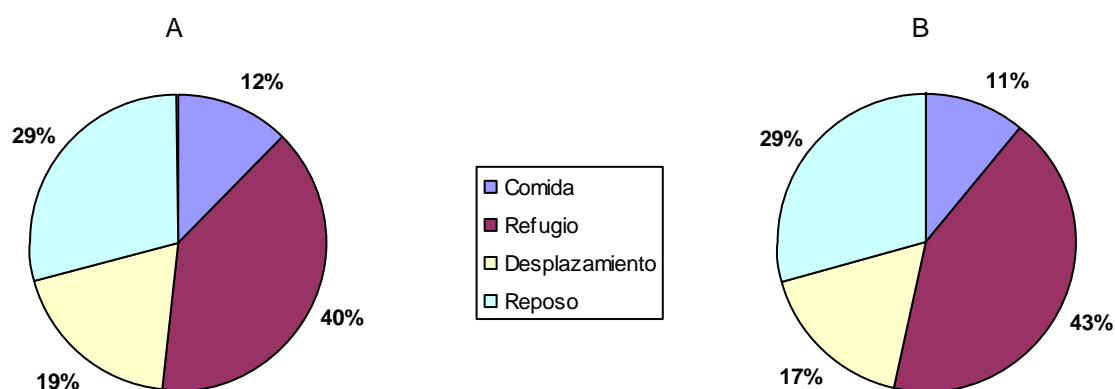 A
12%
29%
40%
19%
Comida
Refugio
Desplazamiento
Reposo
B
11%
29%
43%
17%